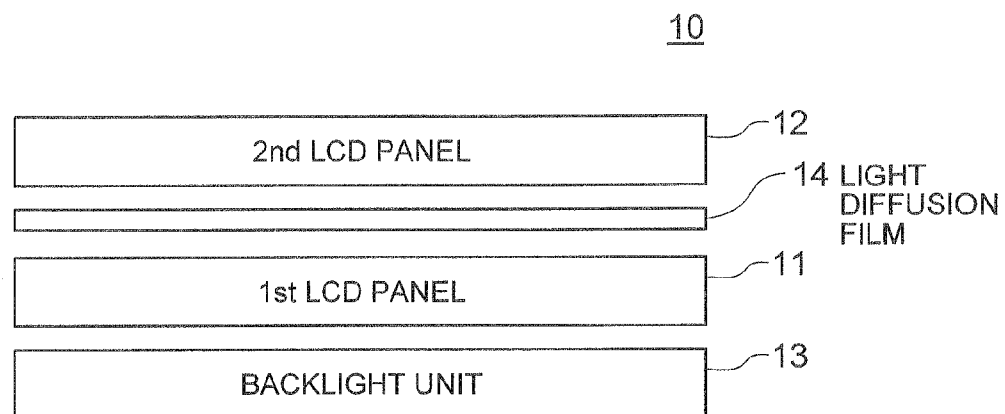 10
2nd LCD PANEL
12
14 LIGHT
DIFFUSION
FILM
1st LCD PANEL
11
BACKLIGHT UNIT
13